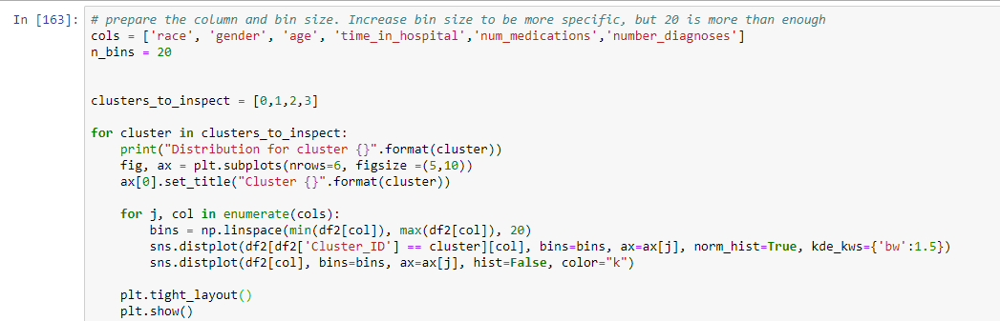 In [163]: # prepare the column and bin size. Increase bin size to be more specific, but 20 is more than enough
cols = ['race', 'gender', 'age', 'time_in_hospital','num_medications','number_diagnoses']
n_bins = 20
clusters_to_inspect = [0,1,2,3]
for cluster in clusters_to_inspect:
    print("Distribution for cluster {}".format(cluster))
    fig, ax = plt.subplots(nrows=6, figsize =(5,10))
    ax[0].set_title("Cluster {}".format(cluster))
    for j, col in enumerate(cols):
        bins = np.linspace(min(df2[col]), max(df2[col]), 20)
        sns.distplot(df2[df2['Cluster_ID'] == cluster][col], bins=bins, ax=ax[j], norm_hist=True, kde_kws={'bw':1.5})
        sns.distplot(df2[col], bins=bins, ax=ax[j], hist=False, color="k")
    plt.tight_layout()
    plt.show()